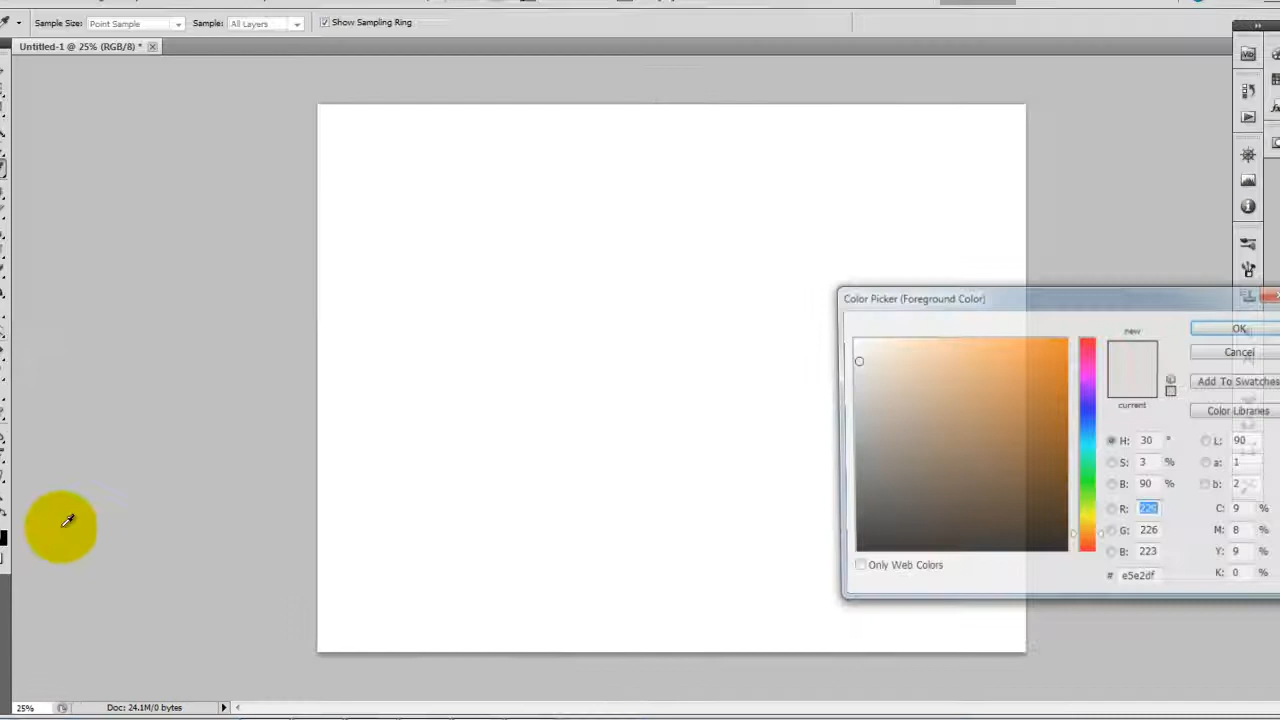 Sample Size: Point Sample Sample: All Layers Show Sampling Ring
Untitled-1 @ 25% (RGB/8) *
Color Picker (Foreground Color)
new
OK
Cancel
Add To Swatches
current
Color Libraries
H: 30 ° L: 90
S: 3 % a: 1
B: 90 % b: 2
R: 229 C: 9 %
G: 226 M: 8 %
B: 223 Y: 9 %
# e5e2df K: 0 %
Only Web Colors
25% Doc: 24.1M/0 bytes